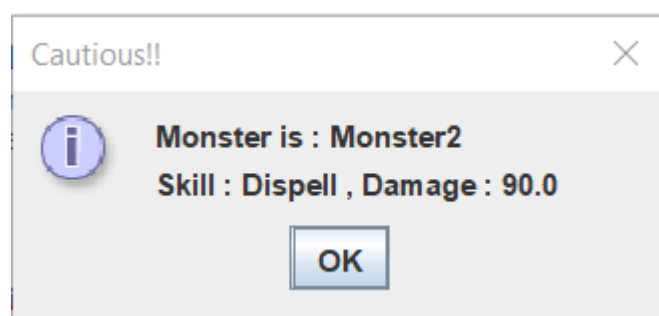 Cautious!!
Monster is : Monster2
Skill : Dispell , Damage : 90.0
OK